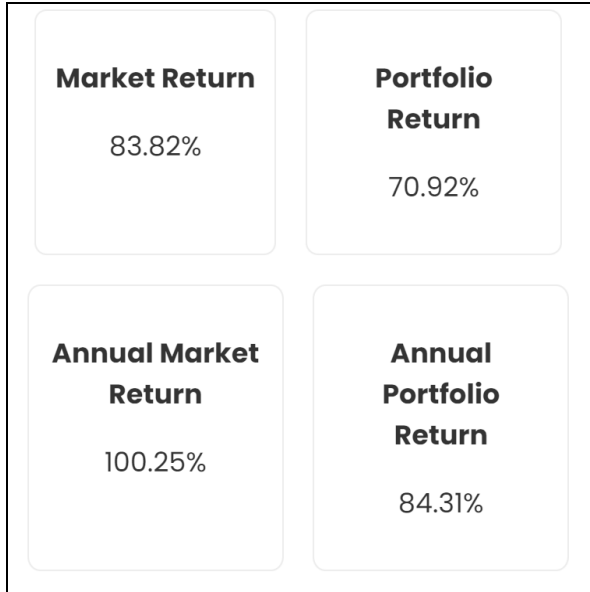 Market Return
83.82%
Portfolio
Return
70.92%
Annual Market
Return
100.25%
Annual
Portfolio
Return
84.31%